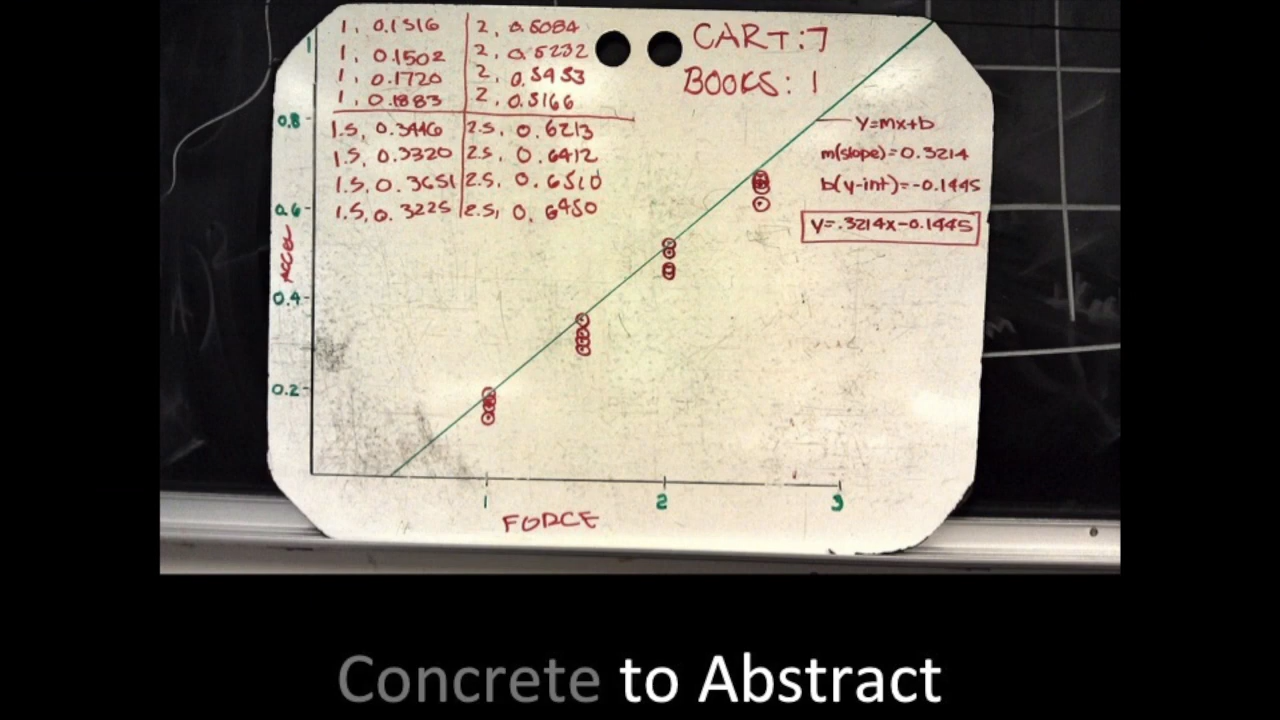 1, 0.1316 2, 0.5084
1, 0.1502 2, 0.5232
1, 0.1720 2, 0.5453
1, 0.1883 2, 0.5166
1.5, 0.3446 2.5, 0.6213
1.5, 0.3320 2.5, 0.6412
1.5, 0.3651 2.5, 0.6510
1.5, 0.3225 2.5, 0.6450
CART: 7
BOOKS: 1
y=mx+b
m(slope)=0.3214
b(y-int)=-0.1445
y=.3214x-0.1445
1
0.8
0.6
ACCEL
0.4
0.2
1 2 3
FORCE
Concrete to Abstract